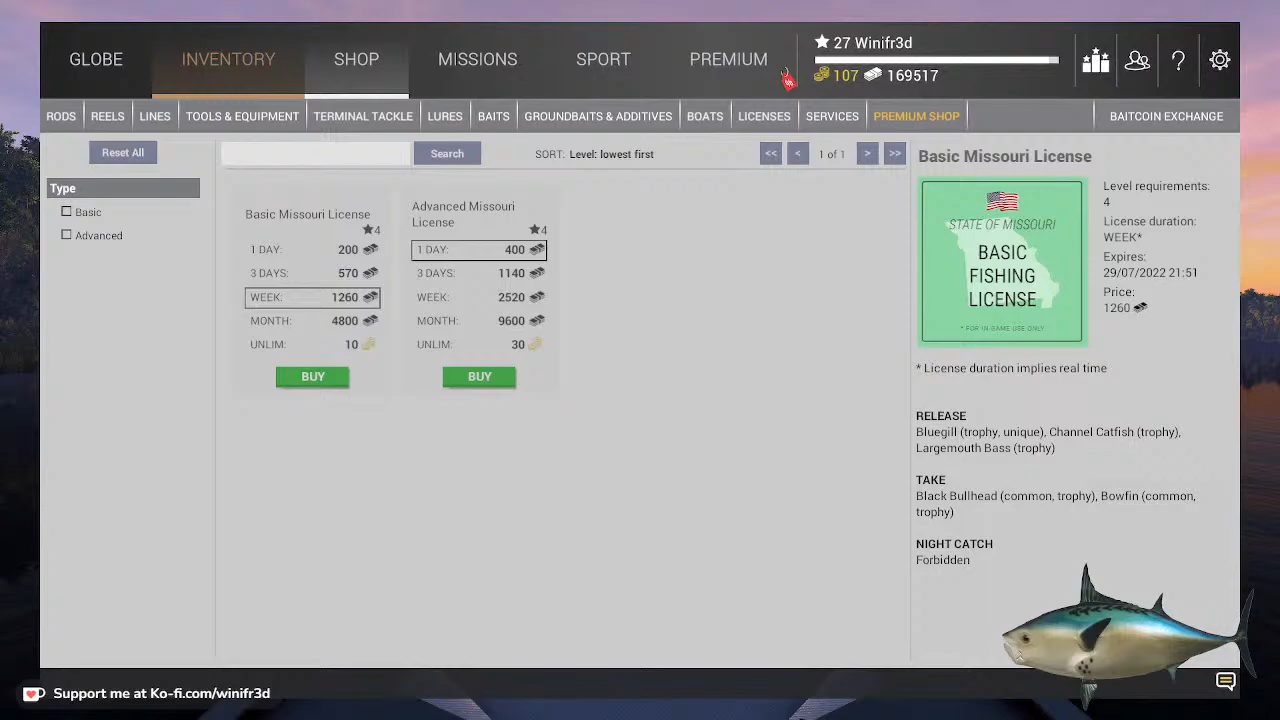 GLOBE INVENTORY SHOP MISSIONS SPORT PREMIUM
27 Winifr3d
107 169517
RODS REELS LINES TOOLS & EQUIPMENT TERMINAL TACKLE LURES BAITS GROUNDBAITS & ADDITIVES BOATS LICENSES SERVICES PREMIUM SHOP BAITCOIN EXCHANGE
Reset All
Search
SORT: Level: lowest first
<< < 1 of 1 > >>
Type
Basic
Advanced
Basic Missouri License
4
1 DAY: 200
3 DAYS: 570
WEEK: 1260
MONTH: 4800
UNLIM: 10
BUY
Advanced Missouri
License
4
1 DAY: 400
3 DAYS: 1140
WEEK: 2520
MONTH: 9600
UNLIM: 30
BUY
Basic Missouri License
STATE OF MISSOURI
BASIC
FISHING
LICENSE
* FOR IN-GAME USE ONLY
Level requirements:
4
License duration:
WEEK*
Expires:
29/07/2022 21:51
Price:
1260
* License duration implies real time
RELEASE
Bluegill (trophy, unique), Channel Catfish (trophy),
Largemouth Bass (trophy)
TAKE
Black Bullhead (common, trophy), Bowfin (common,
trophy)
NIGHT CATCH
Forbidden
Support me at Ko-fi.com/winifr3d